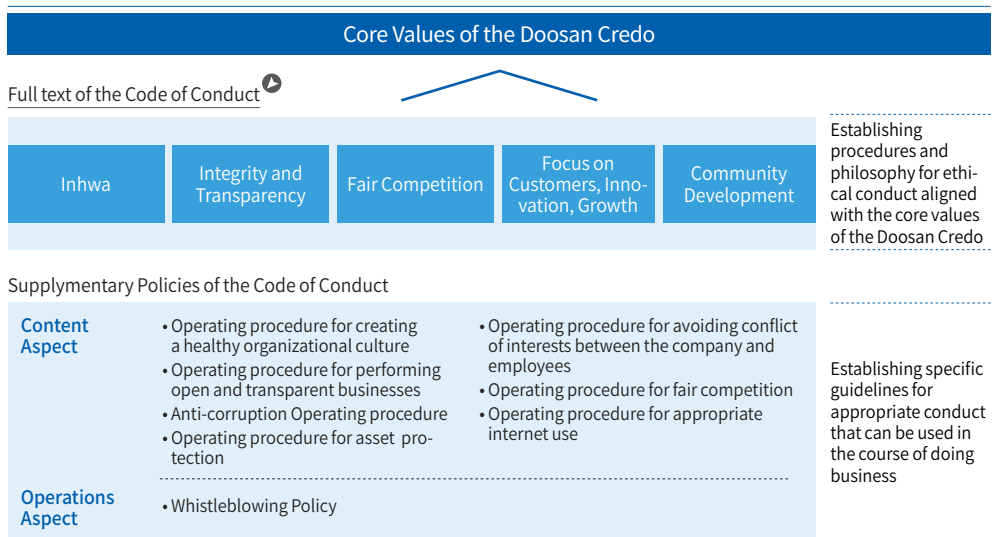 Core Values of the Doosan Credo
Full text of the Code of Conduct
Inhwa
Integrity and
Transparency
Fair Competition
Focus on
Customers, Inno-
vation, Growth
Community
Development
Establishing
procedures and
philosophy for ethi-
cal conduct aligned
with the core values
of the Doosan Credo
Supplymentary Policies of the Code of Conduct
Content
Aspect
• Operating procedure for creating
a healthy organizational culture
• Operating procedure for performing
open and transparent businesses
• Anti-corruption Operating procedure
• Operating procedure for asset pro-
tection
• Operating procedure for avoiding conflict
of interests between the company and
employees
• Operating procedure for fair competition
• Operating procedure for appropriate
internet use
Establishing specific
guidelines for
appropriate conduct
that can be used in
the course of doing
business
Operations
Aspect
• Whistleblowing Policy